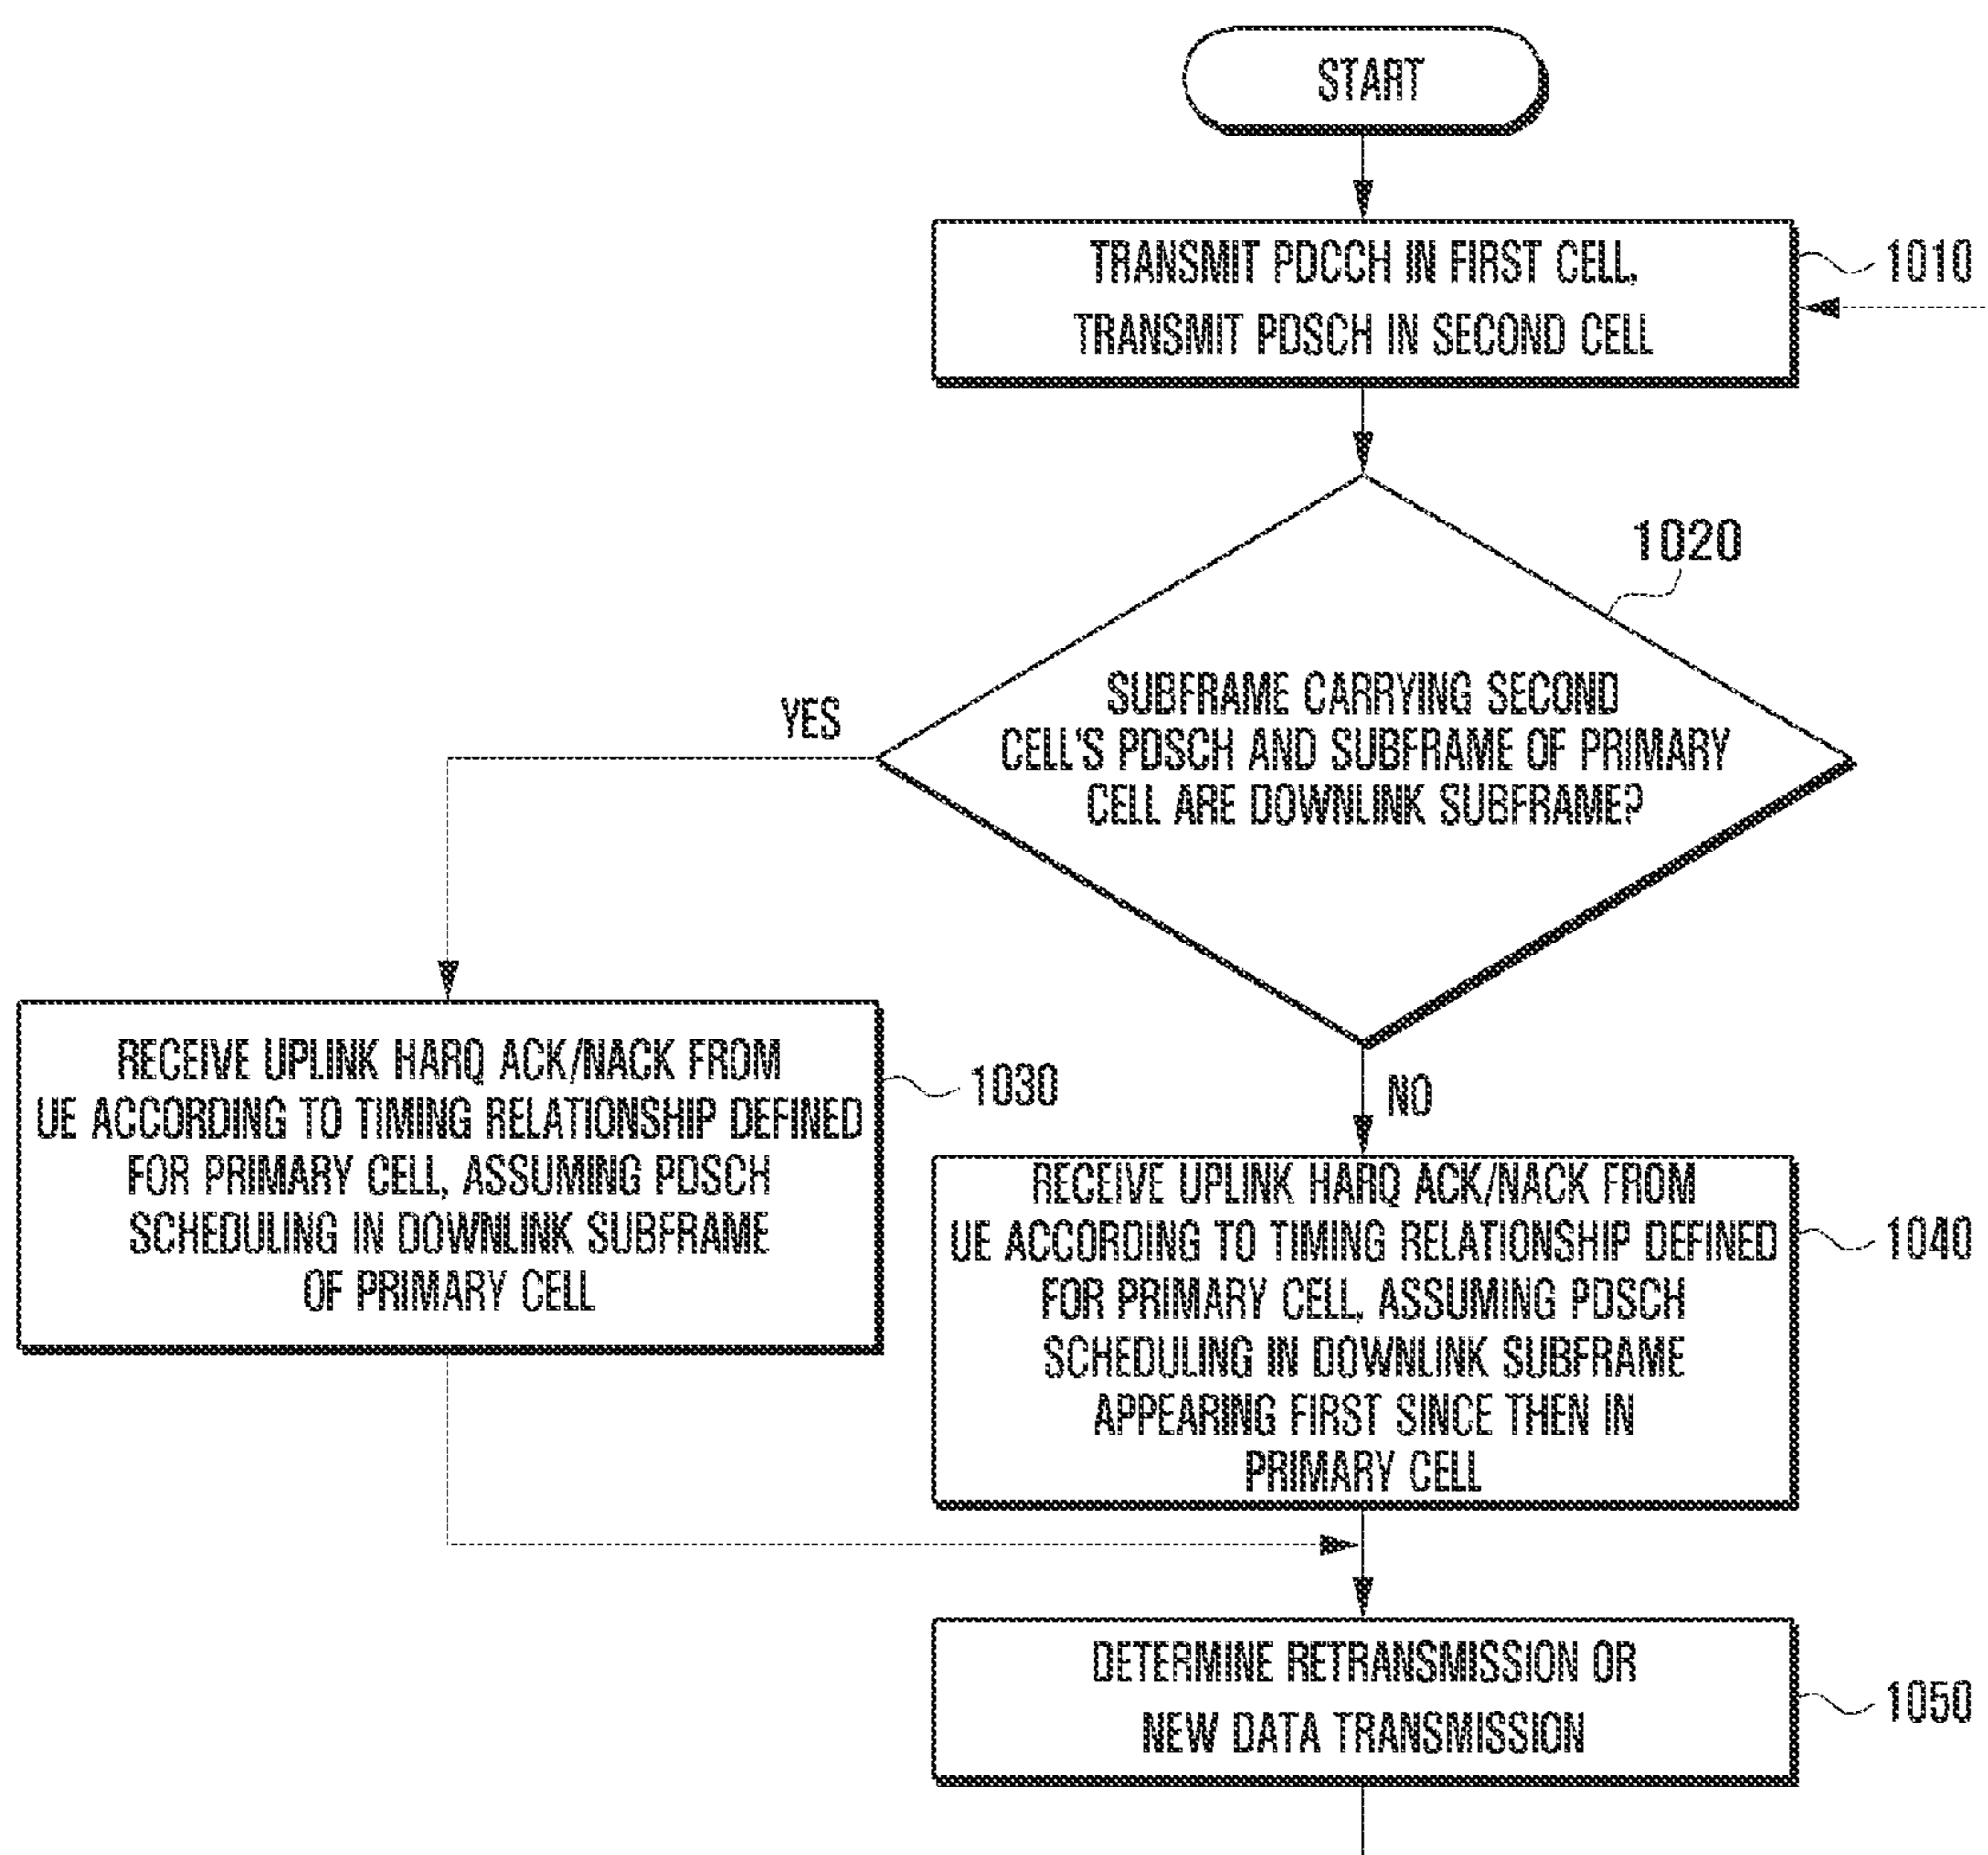 START
TRANSMIT PDCCH IN FIRST CELL,
TRANSMIT PDSCH IN SECOND CELL
1010
1020
SUBFRAME CARRYING SECOND
CELL'S PDSCH AND SUBFRAME OF PRIMARY
CELL ARE DOWNLINK SUBFRAME?
YES
NO
RECEIVE UPLINK HARQ ACK/NACK FROM
UE ACCORDING TO TIMING RELATIONSHIP DEFINED
FOR PRIMARY CELL, ASSUMING PDSCH
SCHEDULING IN DOWNLINK SUBFRAME
OF PRIMARY CELL
1030
RECEIVE UPLINK HARQ ACK/NACK FROM
UE ACCORDING TO TIMING RELATIONSHIP DEFINED
FOR PRIMARY CELL, ASSUMING PDSCH
SCHEDULING IN DOWNLINK SUBFRAME
APPEARING FIRST SINCE THEN IN
PRIMARY CELL
1040
DETERMINE RETRANSMISSION OR
NEW DATA TRANSMISSION
1050